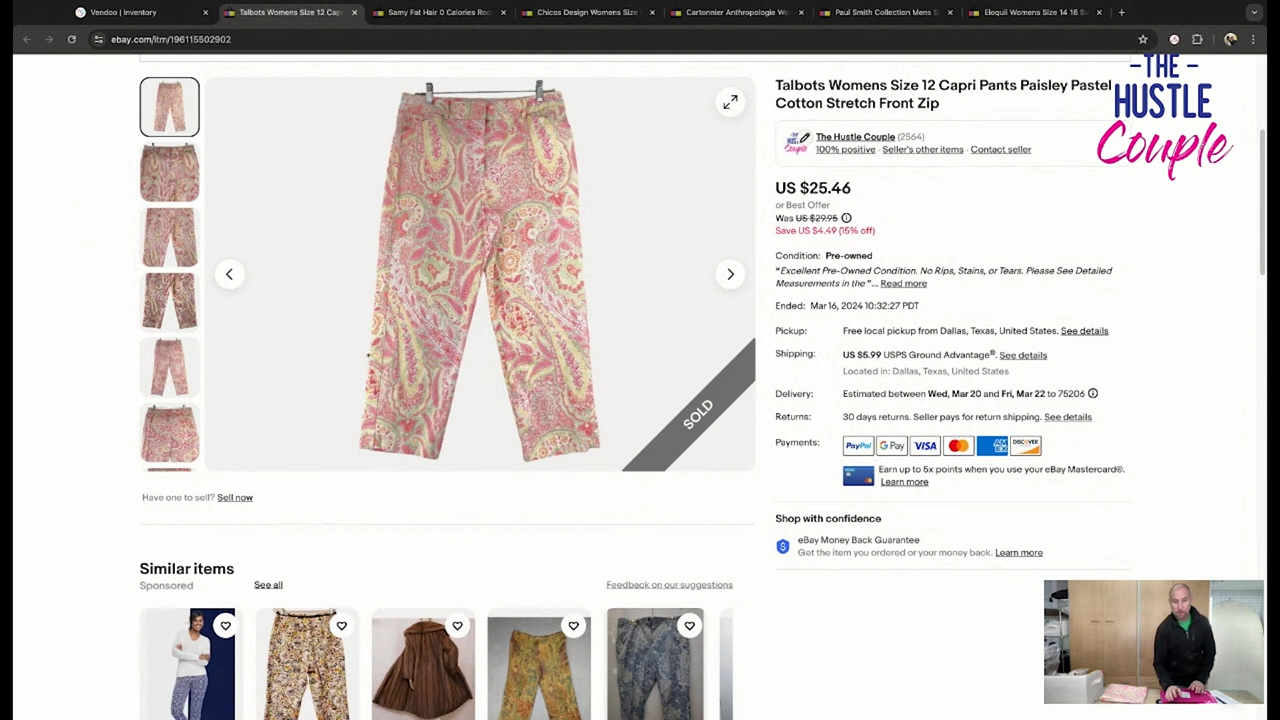 Vendoo | Inventory
Talbots Womens Size 12 Capri
Samy Fat Hair 0 Calories Roo
Chicos Design Womens Size
Cartonnier Anthropologie Wo
Paul Smith Collection Mens S
Eloquii Womens Size 14 16 S
ebay.com/itm/196115502902
-THE-
HUSTLE
Couple
Talbots Womens Size 12 Capri Pants Paisley Pastel
Cotton Stretch Front Zip
THE HUSTLE Couple
The Hustle Couple (2564)
100% positive · Seller's other items · Contact seller
US $25.46
or Best Offer
Was US $29.95
Save US $4.49 (15% off)
Condition: Pre-owned
"Excellent Pre-Owned Condition. No Rips, Stains, or Tears. Please See Detailed
Measurements in the "... Read more
Ended: Mar 16, 2024 10:32:27 PDT
Pickup: Free local pickup from Dallas, Texas, United States. See details
Shipping: US $5.99 USPS Ground Advantage®. See details
Located in: Dallas, Texas, United States
Delivery: Estimated between Wed, Mar 20 and Fri, Mar 22 to 75206
Returns: 30 days returns. Seller pays for return shipping. See details
Payments: PayPal G Pay VISA mastercard AM EX DISCOVER
Earn up to 5x points when you use your eBay Mastercard®.
Learn more
SOLD
Have one to sell? Sell now
Shop with confidence
eBay Money Back Guarantee
Get the item you ordered or your money back. Learn more
Similar items
Sponsored
See all
Feedback on our suggestions